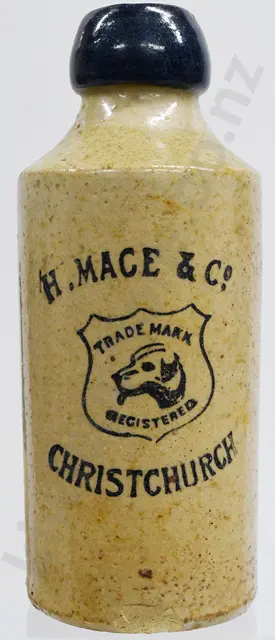 H. MACE & Co
TRADE MARK
REGISTERED
CHRISTCHURCH